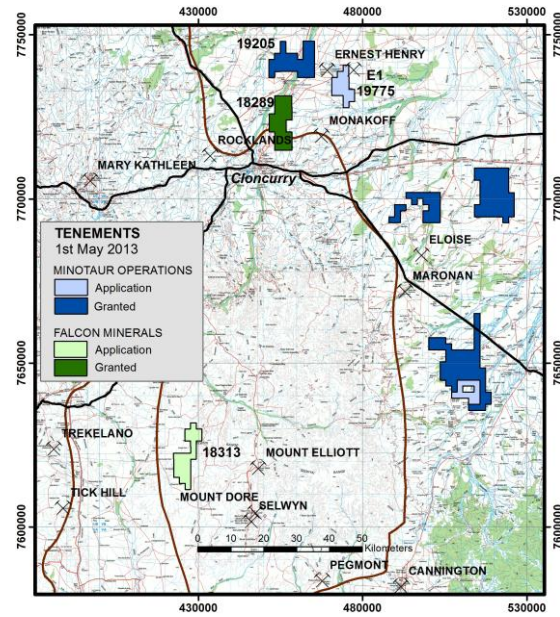 430000
480000
530000
7750000
7750000
19205
ERNEST HENRY
E1
19775
18289
MONAKOFF
ROCKLANDS
MARY KATHLEEN
Cloncurry
7700000
7700000
TENEMENTS
1st May 2013
MINOTAUR OPERATIONS
Application
Granted
FALCON MINERALS
Application
Granted
ELOISE
MARONAN
7650000
7650000
TREKELANO
18313
MOUNT ELLIOTT
TICK HILL
MOUNT DORE
SELWYN
7600000
7600000
0 5 10 20 30 40 50
Kilometers
PEGMONT
CANNINGTON
430000
480000
530000